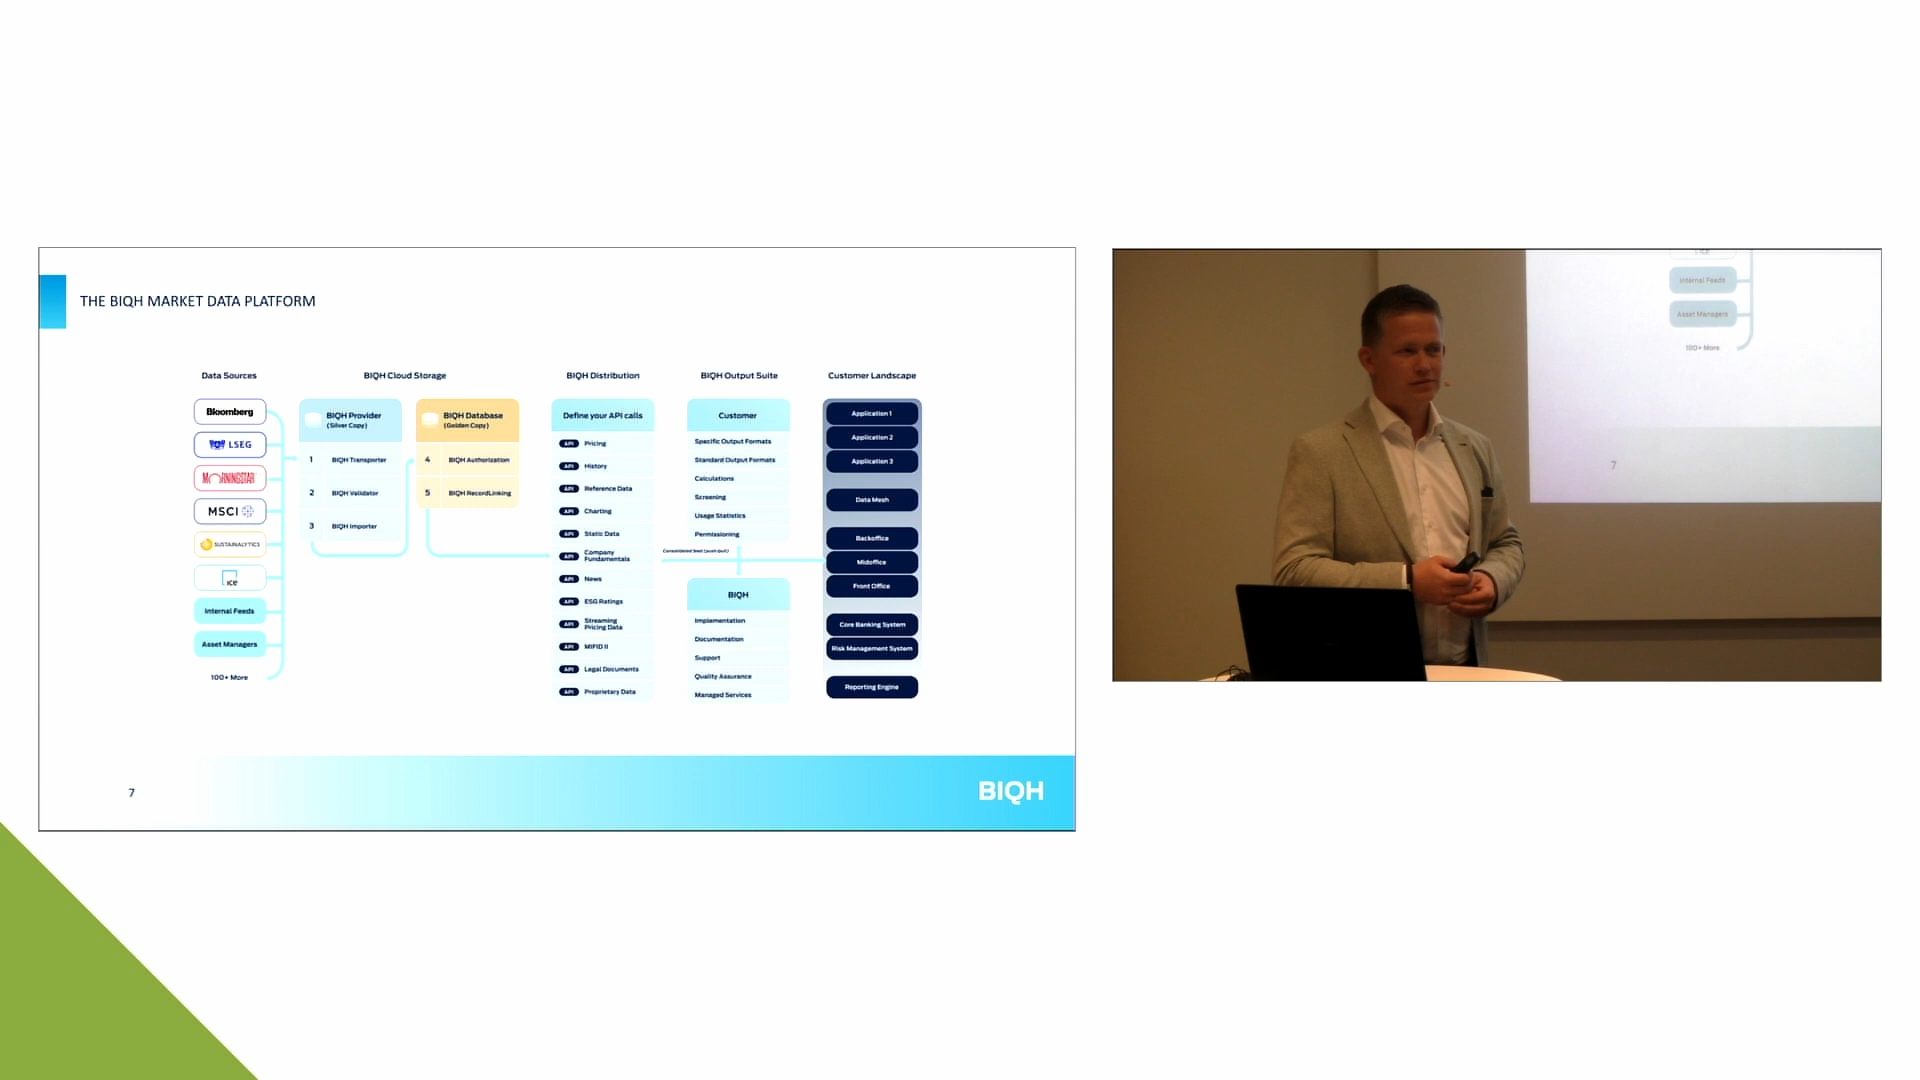 THE BIQH MARKET DATA PLATFORM
Data Sources
Bloomberg
LSEG
MORNINGSTAR
MSCI
SUSTAINALYTICS
ice
Internal Feeds
Asset Managers
100+ More
BIQH Cloud Storage
BIQH Provider
(Silver Copy)
1 BIQH Transporter
2 BIQH Validator
3 BIQH Importer
BIQH Database
(Golden Copy)
4 BIQH Authorization
5 BIQH RecordLinking
BIQH Distribution
Define your API calls
API Pricing
API History
API Reference Data
API Charting
API Static Data
API Company
Fundamentals
API News
API ESG Ratings
API Streaming
Pricing Data
API MIFID II
API Legal Documents
API Proprietary Data
BIQH Output Suite
Customer
Specific Output Formats
Standard Output Formats
Calculations
Screening
Usage Statistics
Permissioning
Consolidated feed (push/pull)
BIQH
Implementation
Documentation
Support
Quality Assurance
Managed Services
Customer Landscape
Application 1
Application 2
Application 3
Data Mesh
Backoffice
Midoffice
Front Office
Core Banking System
Risk Management System
Reporting Engine
7
BIQH
Internal Feeds
Asset Managers
100+ More
7